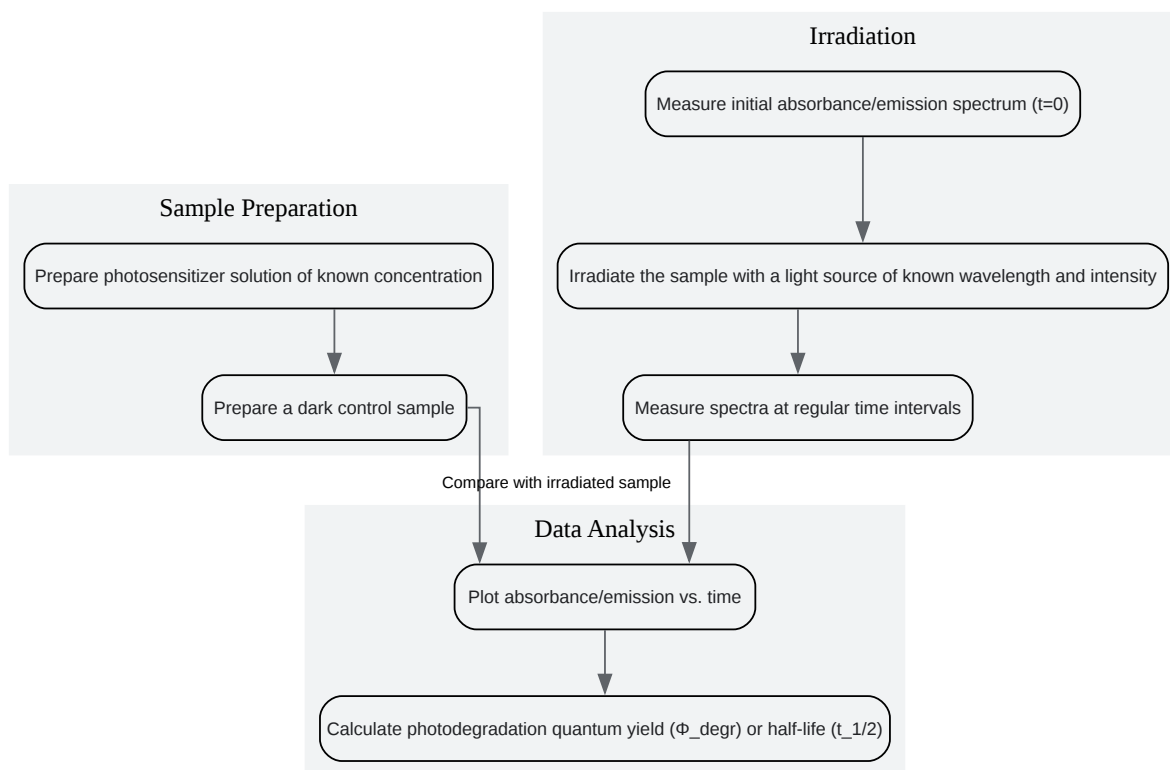 Irradiation
Measure initial absorbance/emission spectrum (t=0)
Sample Preparation
Prepare photosensitizer solution of known concentration
Irradiate the sample with a light source of known wavelength and intensity
Prepare a dark control sample
Measure spectra at regular time intervals
Compare with irradiated sample
Data Analysis
Plot absorbance/emission vs. time
Calculate photodegradation quantum yield (Φ_degr) or half-life (t_1/2)